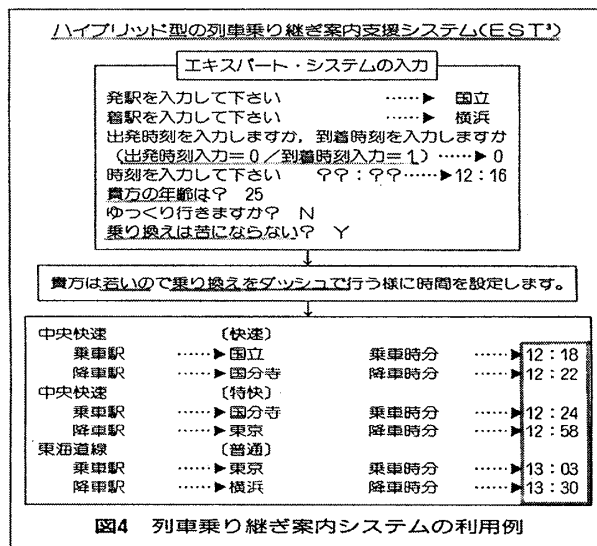 ハイブリッド型の列車乗り継ぎ案内支援システム(EST³)
エキスパート・システムの入力
発駅を入力して下さい ……▶ 国立
着駅を入力して下さい ……▶ 横浜
出発時刻を入力しますか,到着時刻を入力しますか
(出発時刻入力=0/到着時刻入力=1)……▶0
時刻を入力して下さい ??:??……▶12:16
貴方の年齢は? 25
ゆっくり行きますか? N
乗り換えは苦にならない? Y
貴方は若いので乗り換えをダッシュで行う様に時間を設定します。
中央快速 〔快速〕
乗車駅 ……▶国立 乗車時分 ……▶12:18
降車駅 ……▶国分寺 降車時分 ……▶12:22
中央快速 〔特快〕
乗車駅 ……▶国分寺 乗車時分 ……▶12:24
降車駅 ……▶東京 降車時分 ……▶12:58
東海道線 〔普通〕
乗車駅 ……▶東京 乗車時分 ……▶13:03
降車駅 ……▶横浜 降車時分 ……▶13:30
図4 列車乗り継ぎ案内システムの利用例